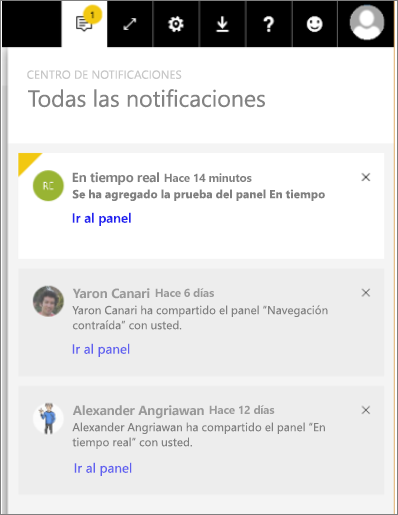 1
?
CENTRO DE NOTIFICACIONES
Todas las notificaciones
RC
En tiempo real Hace 14 minutos
Se ha agregado la prueba del panel En tiempo
Ir al panel
Yaron Canari Hace 6 días
Yaron Canari ha compartido el panel “Navegación
contraída” con usted.
Ir al panel
Alexander Angriawan Hace 12 días
Alexander Angriawan ha compartido el panel “En
tiempo real” con usted.
Ir al panel